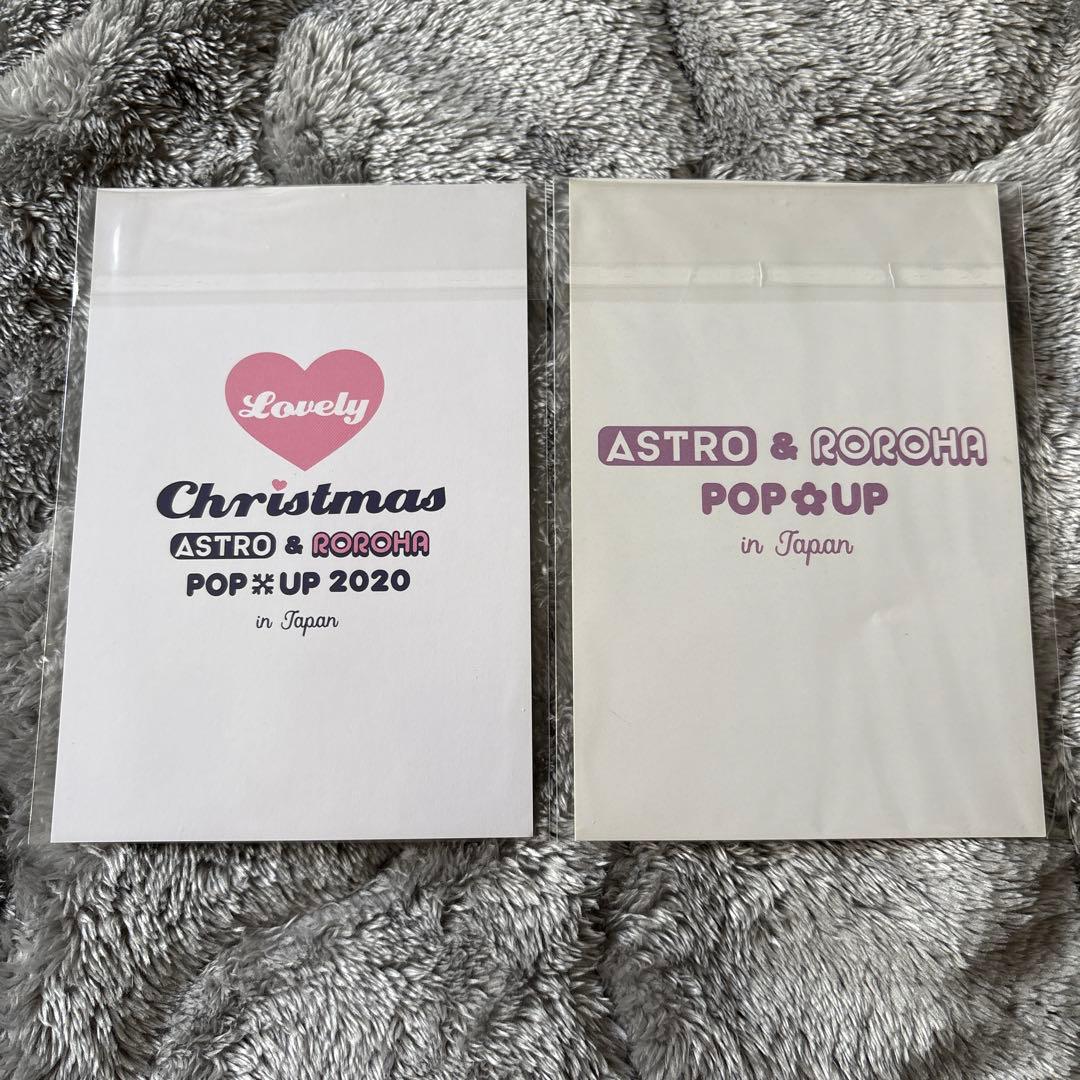 Lovely
Christmas
ASTRO & ROROHA
POP UP 2020
in Japan
ASTRO & ROROHA
POP UP
in Japan